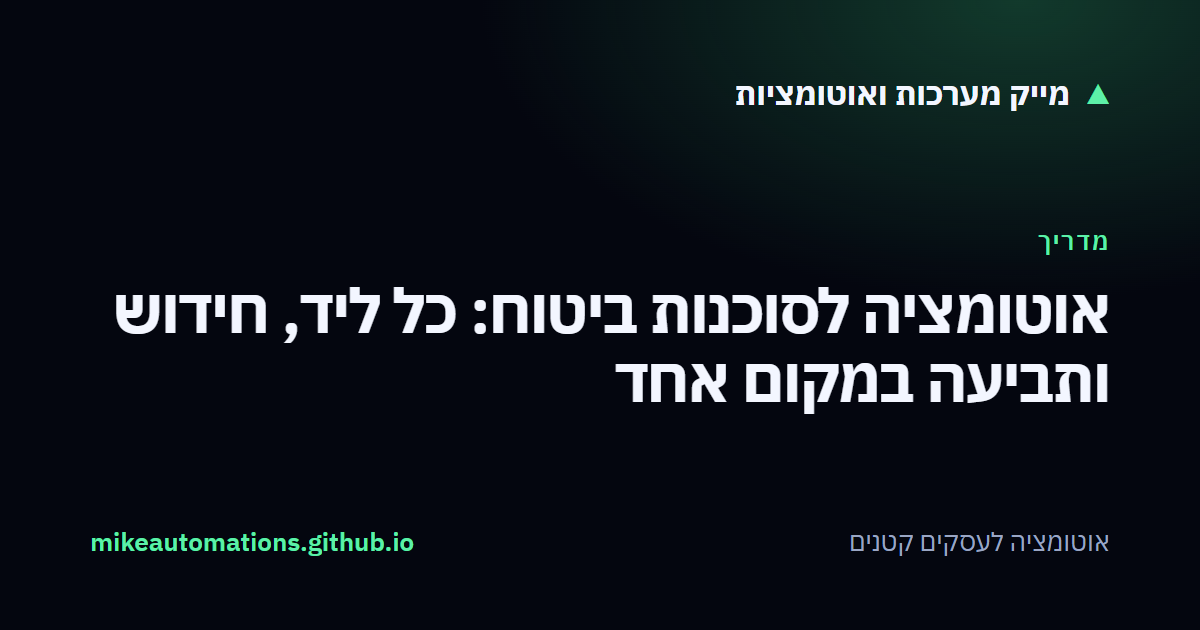 מייק מערכות ואוטומציות
מדריך
אוטומציה לסוכנות ביטוח: כל ליד, חידוש
ותביעה במקום אחד
אוטומציה לעסקים קטנים
mikeautomations.github.io